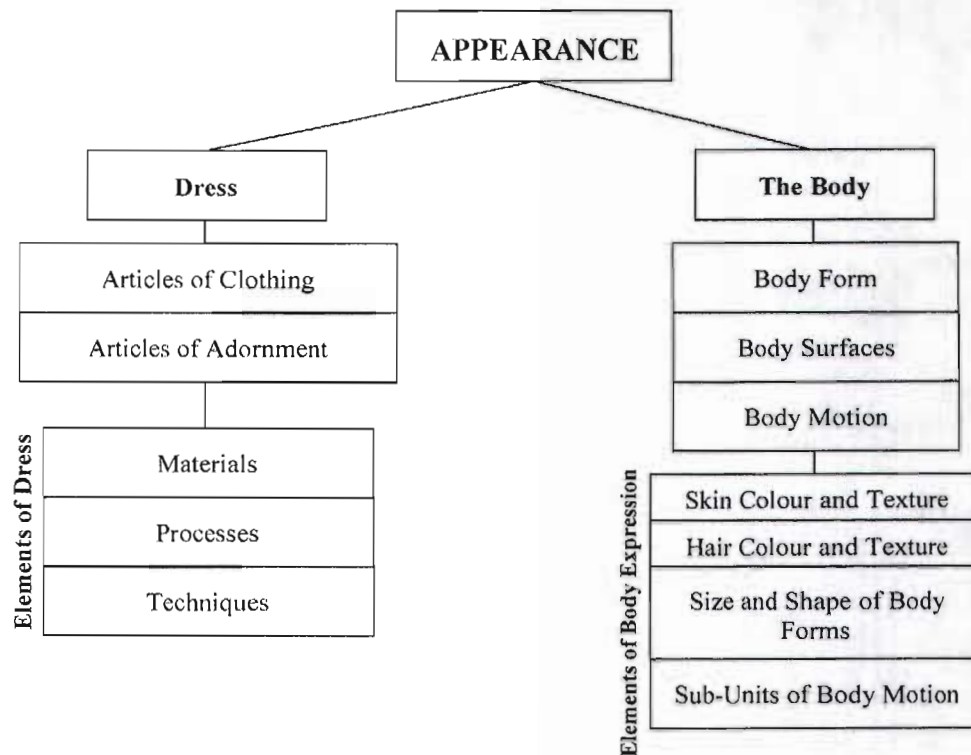 APPEARANCE
Dress
Articles of Clothing
Articles of Adornment
Elements of Dress
Materials
Processes
Techniques
The Body
Body Form
Body Surfaces
Body Motion
Elements of Body Expression
Skin Colour and Texture
Hair Colour and Texture
Size and Shape of Body
Forms
Sub-Units of Body Motion